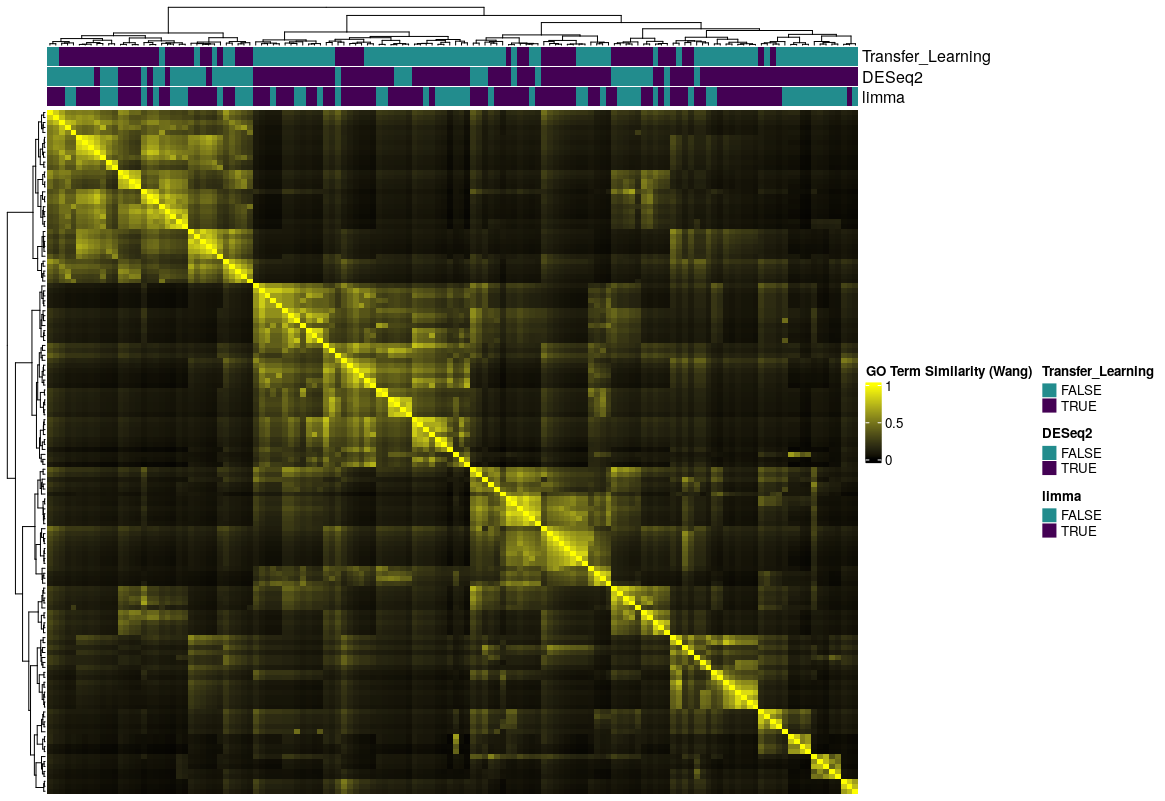 Transfer_Learning
DESeq2
limma
GO Term Similarity (Wang)
1
0.5
0
Transfer_Learning
FALSE
TRUE
DESeq2
FALSE
TRUE
limma
FALSE
TRUE